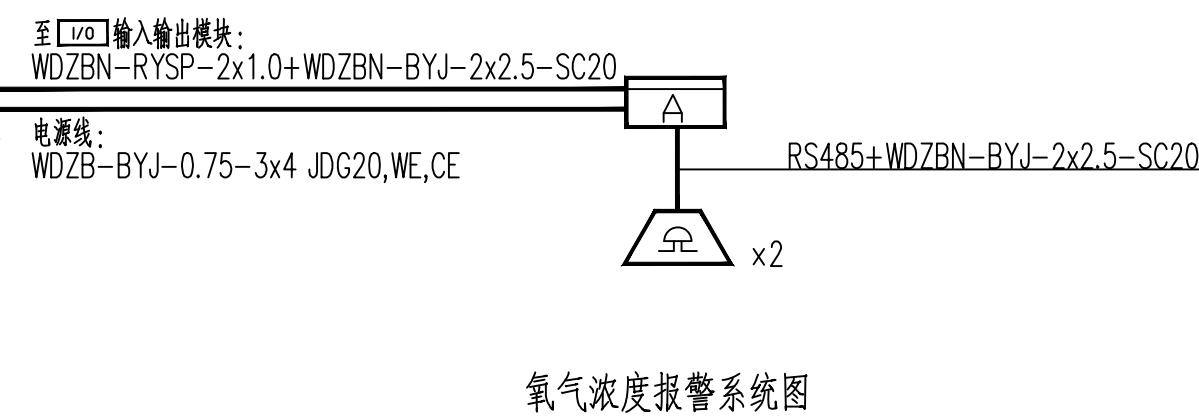 至 I/O 输入输出模块:
WDZBN-RYSP-2x1.0+WDZBN-BYJ-2x2.5-SC20
电源线:
WDZB-BYJ-0.75-3x4 JDG20,WE,CE
A
RS485+WDZBN-BYJ-2x2.5-SC20
x2
氧气浓度报警系统图